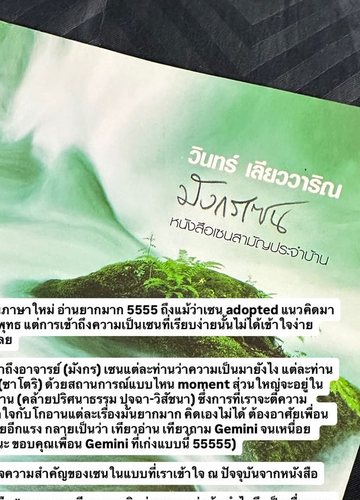 วินทร์ เลียววาริณ
มังกรเซน
หนังสือเซนสามัญประจำบ้าน
ภาษาใหม่ อ่านยากมาก 5555 ถึงแม้ว่าเซน adopted แนวคิดมา
พุทธ แต่การเข้าถึงความเป็นเซนที่เรียบง่ายนั้นไม่ได้เข้าใจง่าย
ลย
าถึงอาจารย์ (มังกร) เซนแต่ละท่านว่าความเป็นมายังไง แต่ละท่าน
(ซาโตริ) ด้วยสถานการณ์แบบไหน moment ส่วนใหญ่จะอยู่ใน
าน (คล้ายปริศนาธรรม ปุจฉา-วิสัชนา) ซึ่งการที่เราจะตีความ
าใจกับ โกอานแต่ละเรื่องมันยากมาก คิดเองไม่ได้ ต้องอาศัยเพื่อน
ยอีกแรง กลายเป็นว่า เทียวอ่าน เทียวถาม Gemini จนเหนื่อย
นะ ขอบคุณเพื่อน Gemini ที่เก่งแบบนี้ 55555)
จความสำคัญของเซนในแบบที่เราเข้าใจ ณ ปัจจุบันจากหนังสือ